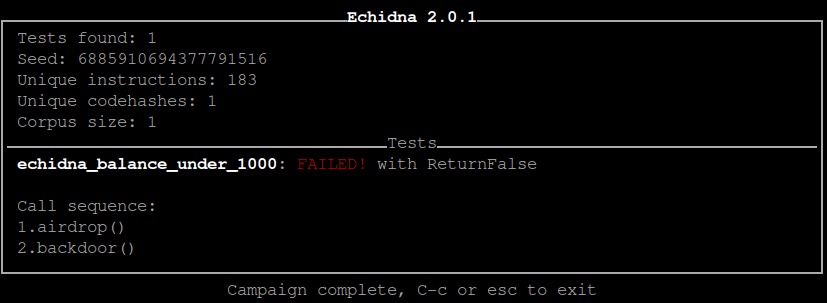 Echidna 2.0.1
Tests found: 1
Seed: 6885910694377791516
Unique instructions: 183
Unique codehashes: 1
Corpus size: 1
Tests
echidna_balance_under_1000: FAILED! with ReturnFalse
Call sequence:
1.airdrop()
2.backdoor()
Campaign complete, C-c or esc to exit